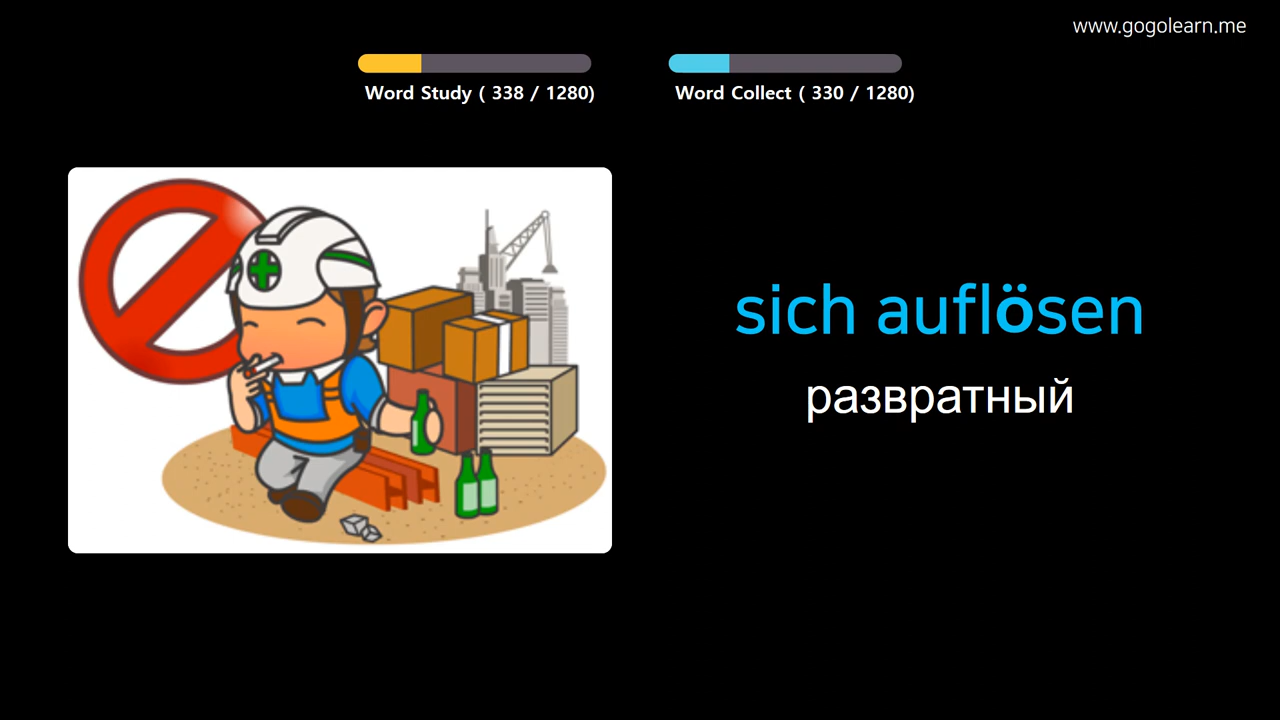 www.gogolearn.me
Word Study ( 338 / 1280)
Word Collect ( 330 / 1280)
sich auflösen
развратный